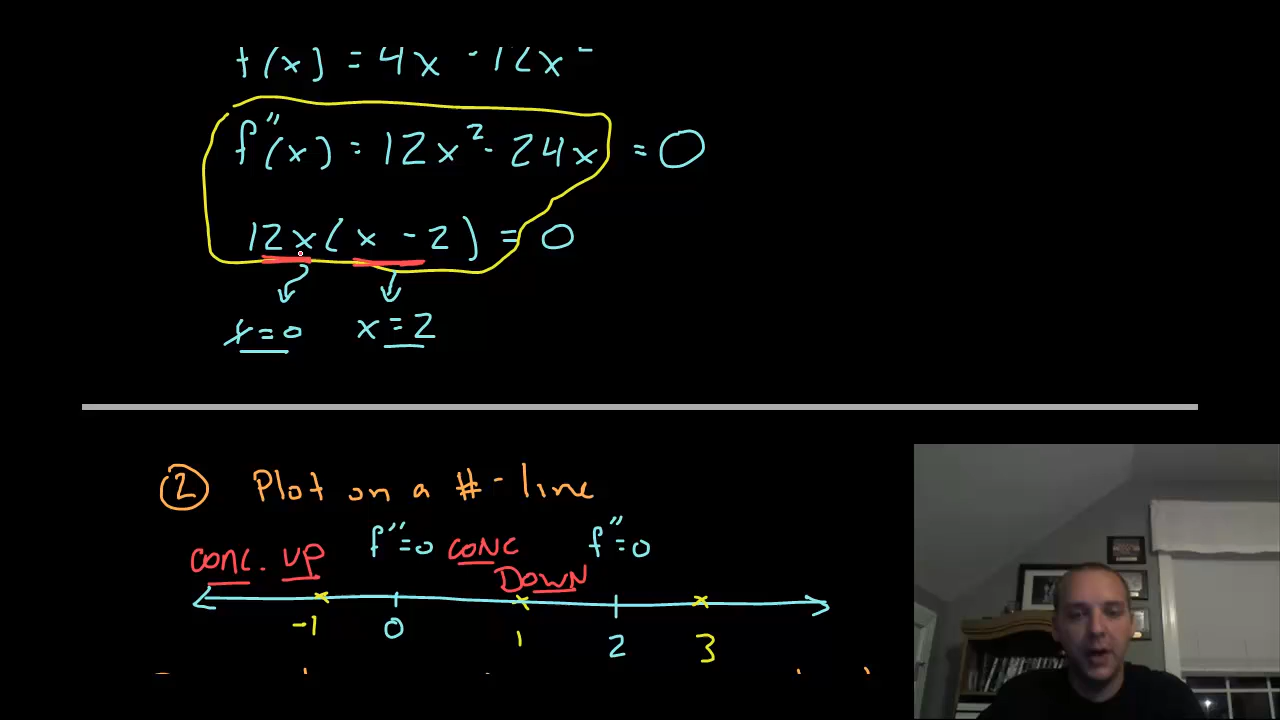 f(x) = 4x - 12x²
f"(x) = 12x² - 24x = 0
12x(x - 2) = 0
x=0 x=2
② Plot on a #-line
conc. up f"=0 conc down f"=0
-1 0 1 2 3